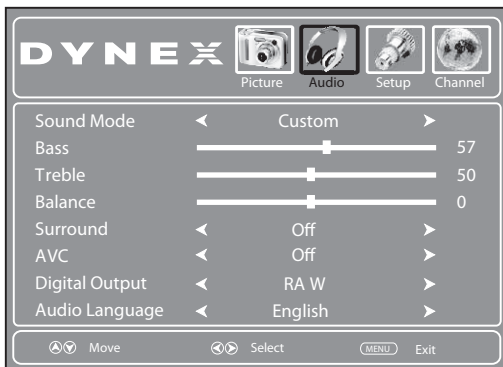 DYNEX
Picture Audio Setup Channel
Sound Mode Custom
Bass 57
Treble 50
Balance 0
Surround Off
AVC Off
Digital Output RA W
Audio Language English
Move Select MENU Exit